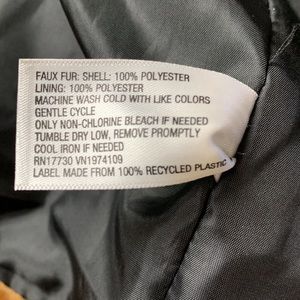 FAUX FUR: SHELL: 100% POLYESTER
LINING: 100% POLYESTER
MACHINE WASH COLD WITH LIKE COLORS
GENTLE CYCLE
ONLY NON-CHLORINE BLEACH IF NEEDED
TUMBLE DRY LOW, REMOVE PROMPTLY
COOL IRON IF NEEDED
RN17730 VN1974109
LABEL MADE FROM 100% RECYCLED PLASTIC